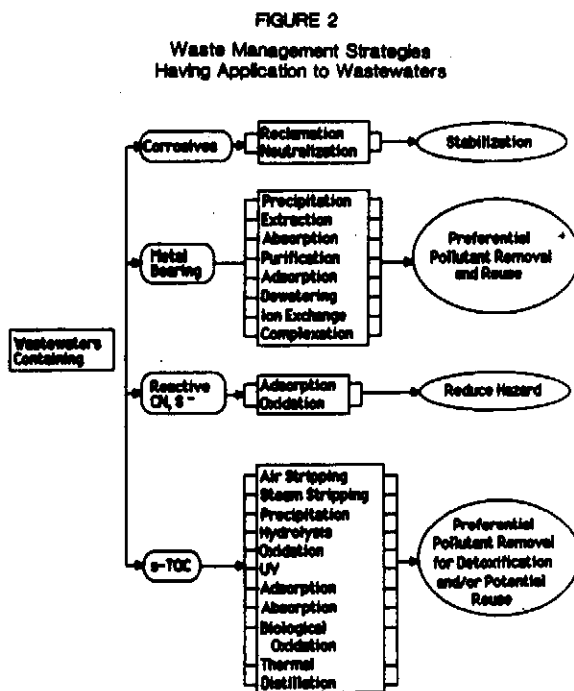 FIGURE 2
Waste Management Strategies
Having Application to Wastewaters
Corrosives
Reclamation
Neutralization
Stabilization
Metal
Bearing
Precipitation
Extraction
Absorption
Purification
Adsorption
Dewatering
Ion Exchange
Complexation
Preferential
Pollutant Removal
and Reuse
Wastewaters
Containing
Reactive
CN, S --
Adsorption
Oxidation
Reduce Hazard
s-TOC
Air Stripping
Steam Stripping
Precipitation
Hydrolysis
Oxidation
UV
Adsorption
Absorption
Biological
Oxidation
Thermal
Distillation
Preferential
Pollutant Removal
for Detoxification
and/or Potential
Reuse